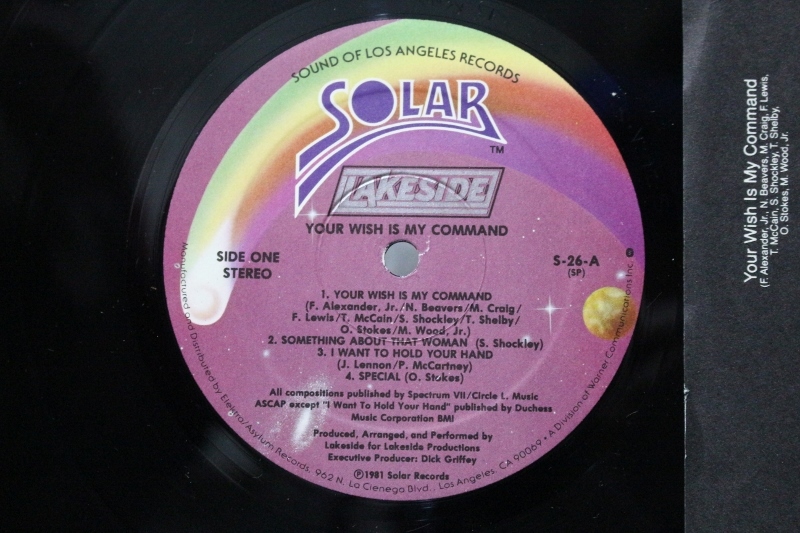 SOUND OF LOS ANGELES RECORDS
SOLAR
TM
LAKESIDE
YOUR WISH IS MY COMMAND
SIDE ONE
STEREO
S-26-A
(SP)
1. YOUR WISH IS MY COMMAND
(F. Alexander, Jr./N. Beavers/M. Craig/
F. Lewis/T. McCain/S. Shockley/T. Shelby/
O. Stokes/M. Wood, Jr.)
2. SOMETHING ABOUT THAT WOMAN (S. Shockley)
3. I WANT TO HOLD YOUR HAND
(J. Lennon/P. McCartney)
4. SPECIAL (O. Stokes)
All compositions published by Spectrum VII/Circle L. Music
ASCAP except "I Want To Hold Your Hand" published by Duchess
Music Corporation BMI
Produced, Arranged, and Performed by
Lakeside for Lakeside Productions
Executive Producer: Dick Griffey
℗1981 Solar Records
Manufactured and Distributed by Elektra/Asylum Records, 962 N. La Cienega Blvd., Los Angeles, CA 90069 • A Division of Warner Communications Inc.
Your Wish Is My Command
(F. Alexander, Jr., N. Beavers, M. Craig, F. Lewis,
T. McCain, S. Shockley, T. Shelby,
O. Stokes, M. Wood, Jr.